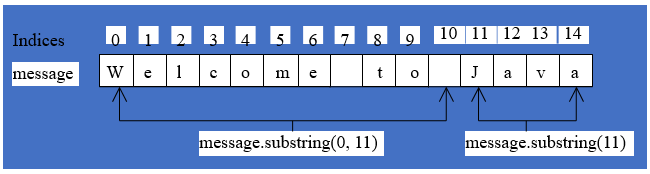 Indices 0 1 2 3 4 5 6 7 8 9 10 11 12 13 14
message W e l c o m e t o J a v a
message.substring(0, 11) message.substring(11)